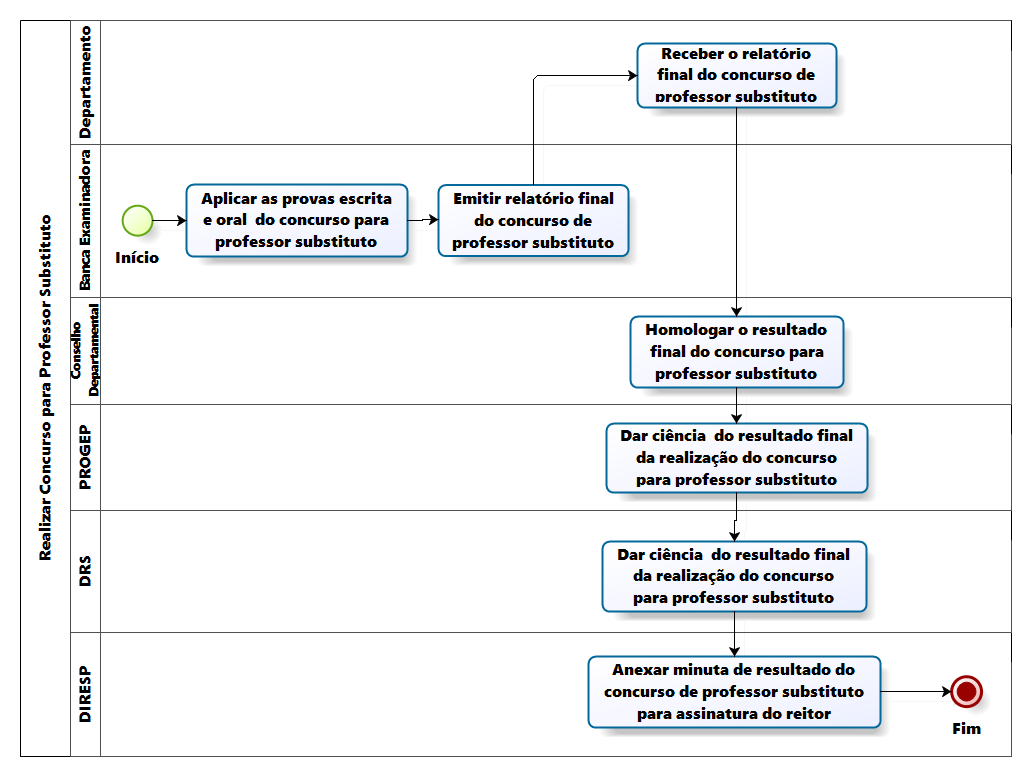 Realizar Concurso para Professor Substituto
Departamento
Receber o relatório
final do concurso de
professor substituto
Banca Examinadora
Início
Aplicar as provas escrita
e oral do concurso para
professor substituto
Emitir relatório final
do concurso de
professor substituto
Conselho
Departamental
Homologar o resultado
final do concurso para
professor substituto
PROGEP
Dar ciência do resultado final
da realização do concurso
para professor substituto
DRS
Dar ciência do resultado final
da realização do concurso
para professor substituto
DIRESP
Anexar minuta de resultado do
concurso de professor substituto
para assinatura do reitor
Fim